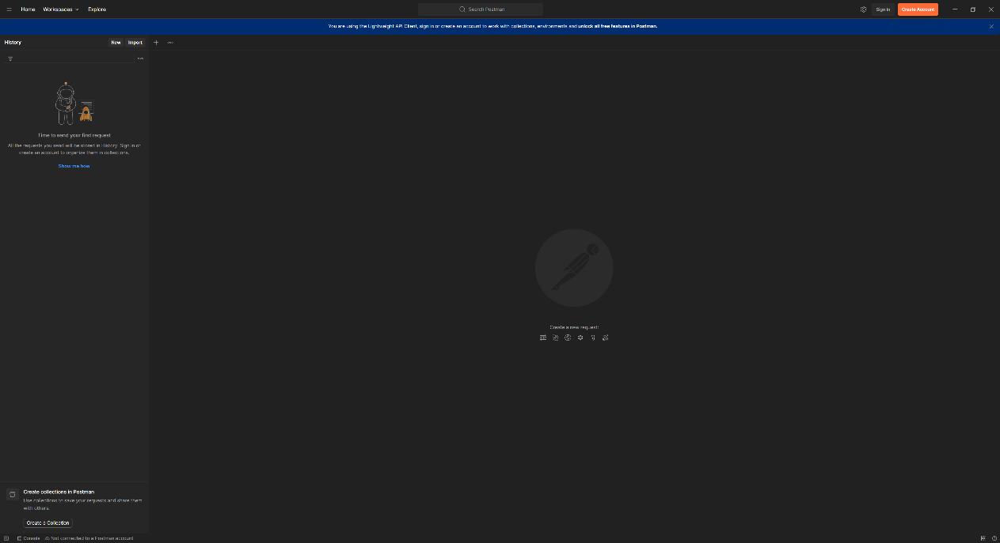 Home
Workspaces
Explore
Search Postman
Sign In
Create Account
You are using the Lightweight API Client, sign in or create an account to work with collections, environments and unlock all free features in Postman.
History
New
Import
Time to send your first request
All the requests you send will be stored in History. Sign in or
create an account to organize them in collections.
Show me how
Create a new request:
Create collections in Postman
Use collections to save your requests and share them
with others.
Create a Collection
Console
Not connected to a Postman account